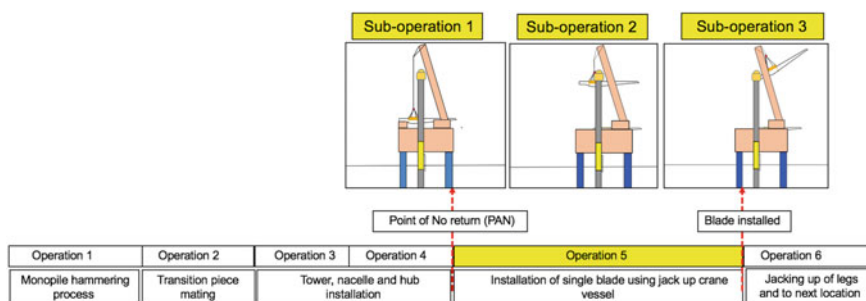 Sub-operation 1
Sub-operation 2
Sub-operation 3
Point of No return (PAN)
Blade installed
Operation 1
Operation 2
Operation 3
Operation 4
Operation 5
Operation 6
Monopile hammering
process
Transition piece
mating
Tower, nacelle and hub
installation
Installation of single blade using jack up crane
vessel
Jacking up of legs
and to next location